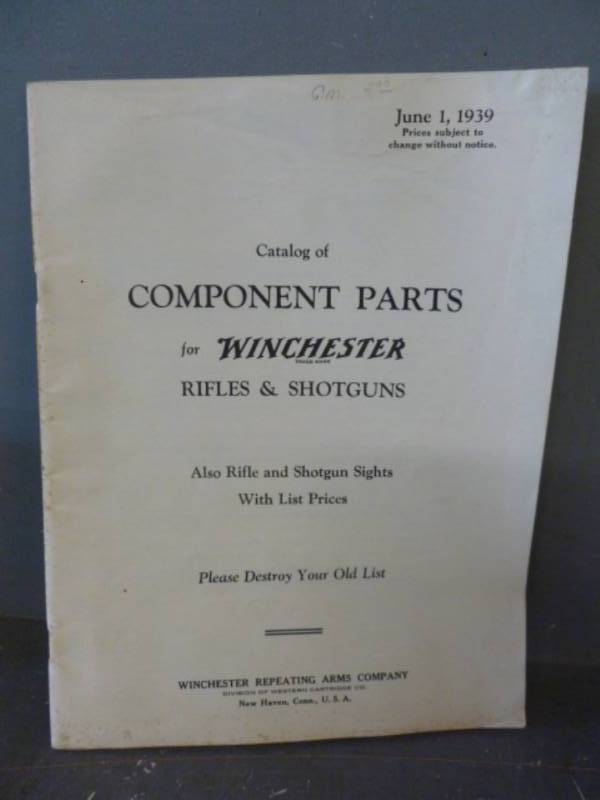 June 1, 1939
Prices subject to
change without notice.
Catalog of
COMPONENT PARTS
for WINCHESTER
TRADE MARK
RIFLES & SHOTGUNS
Also Rifle and Shotgun Sights
With List Prices
Please Destroy Your Old List
WINCHESTER REPEATING ARMS COMPANY
DIVISION OF WESTERN CARTRIDGE CO.
New Haven, Conn., U. S. A.